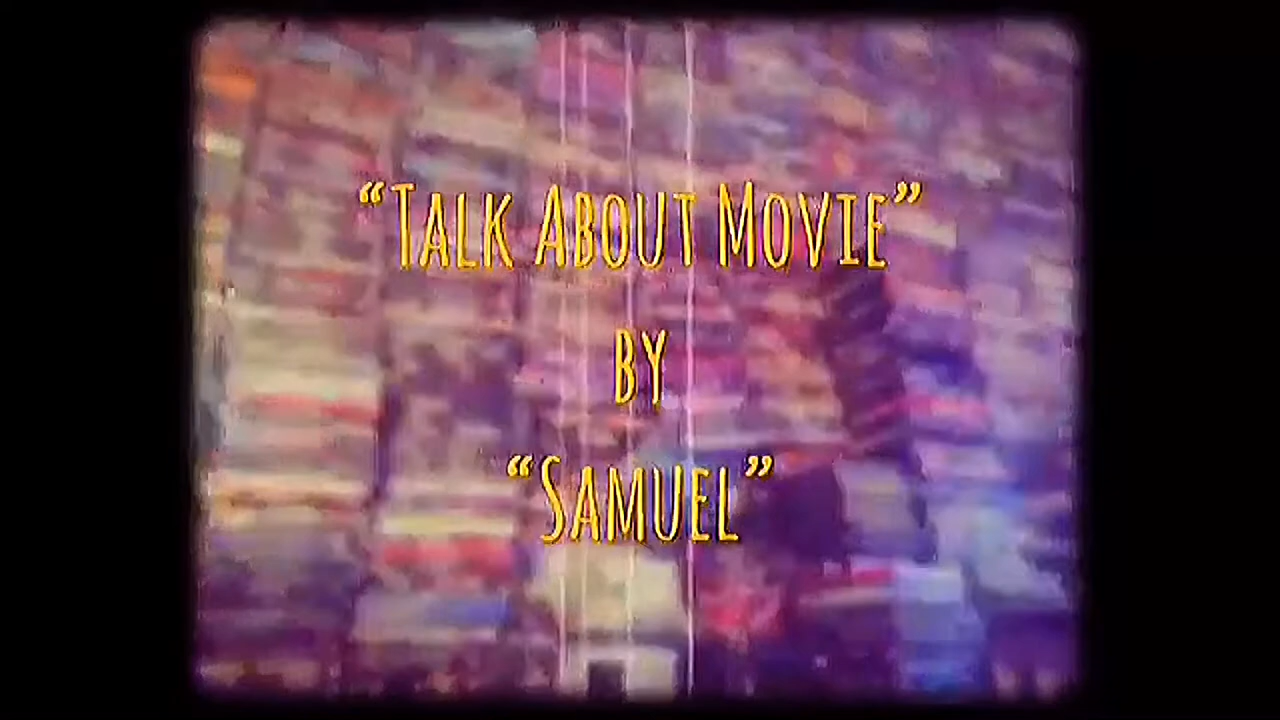 “Talk About Movie”
by
“Samuel”